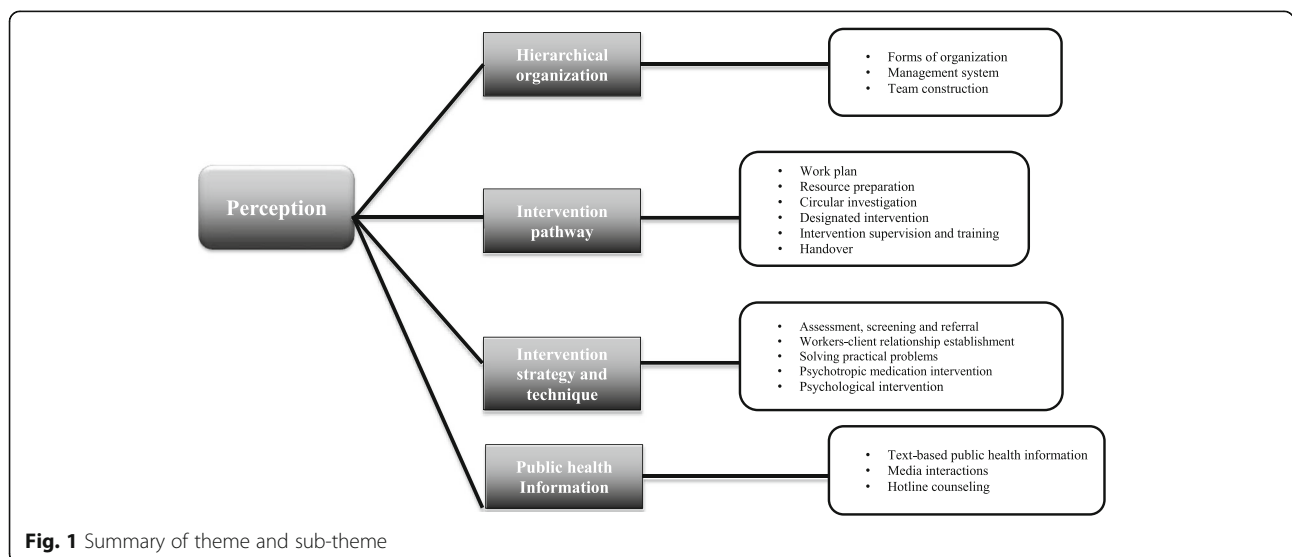 Perception
Hierarchical
organization
• Forms of organization
• Management system
• Team construction
Intervention
pathway
• Work plan
• Resource preparation
• Circular investigation
• Designated intervention
• Intervention supervision and training
• Handover
Intervention
strategy and
technique
• Assessment, screening and referral
• Workers-client relationship establishment
• Solving practical problems
• Psychotropic medication intervention
• Psychological intervention
Public health
Information
• Text-based public health information
• Media interactions
• Hotline counseling
Fig. 1 Summary of theme and sub-theme